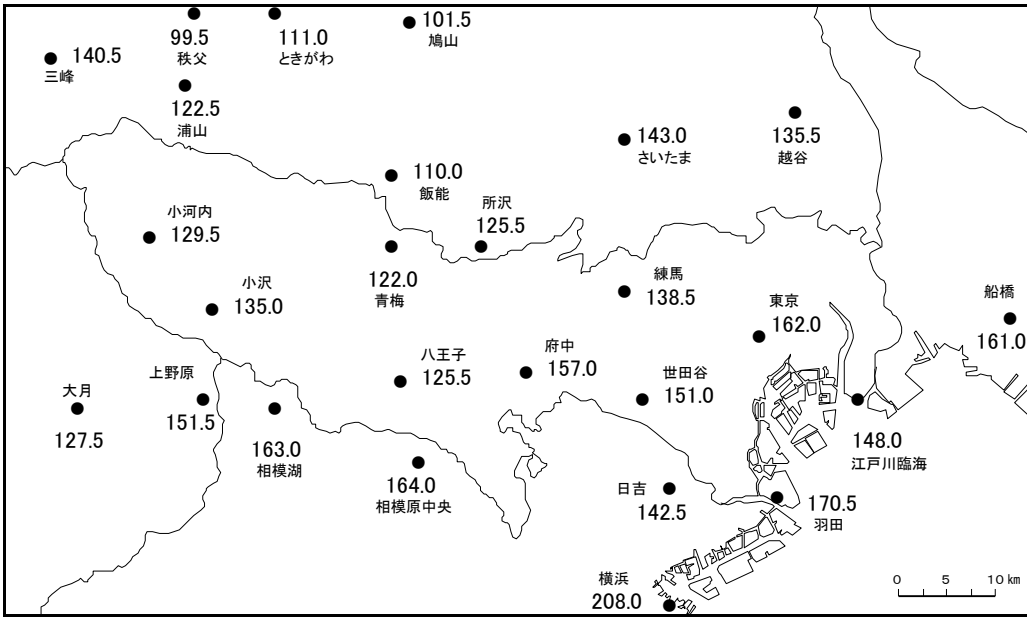 140.5
三峰
99.5
秩父
111.0
ときがわ
101.5
鳩山
122.5
浦山
143.0
さいたま
135.5
越谷
110.0
飯能
所沢
125.5
小河内
129.5
122.0
青梅
小沢
135.0
練馬
138.5
東京
162.0
船橋
161.0
大月
127.5
上野原
151.5
163.0
相模湖
八王子
125.5
府中
157.0
世田谷
151.0
148.0
江戸川臨海
164.0
相模原中央
日吉
142.5
170.5
羽田
横浜
208.0
0 5 10 km